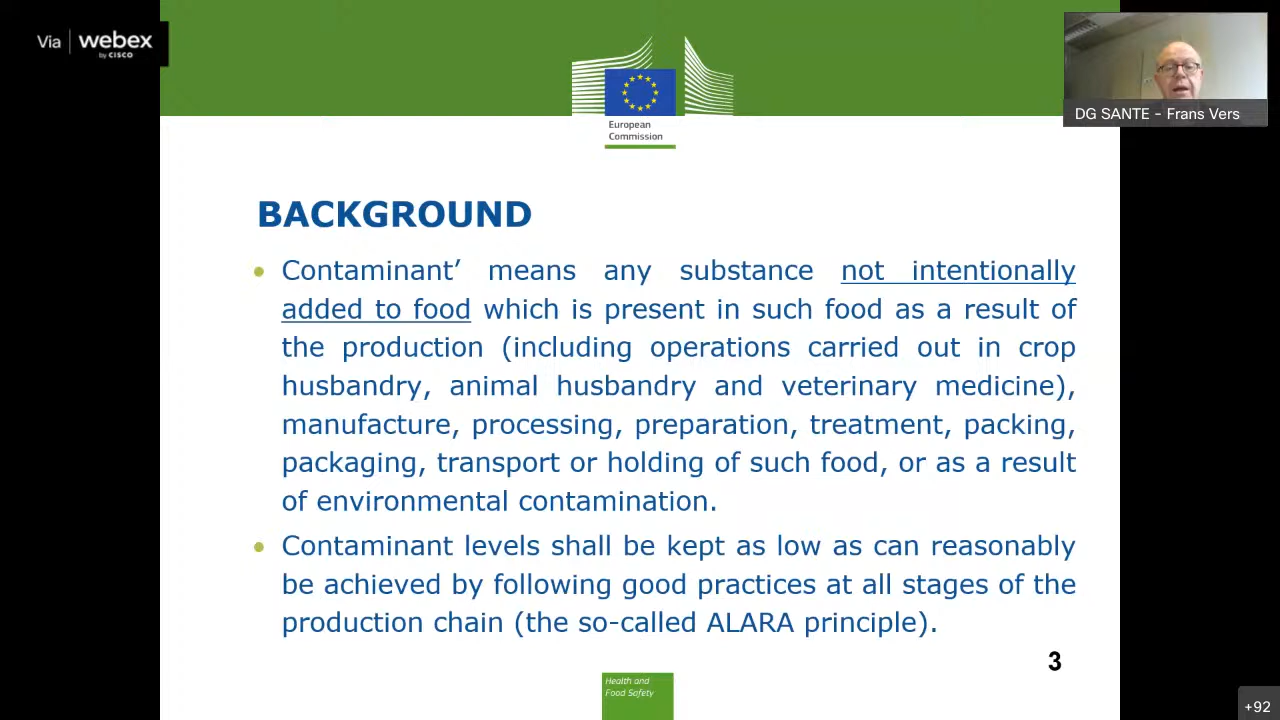 Via webex
by CISCO
European
Commission
DG SANTE - Frans Vers
BACKGROUND
Contaminant’ means any substance not intentionally
added to food which is present in such food as a result of
the production (including operations carried out in crop
husbandry, animal husbandry and veterinary medicine),
manufacture, processing, preparation, treatment, packing,
packaging, transport or holding of such food, or as a result
of environmental contamination.
Contaminant levels shall be kept as low as can reasonably
be achieved by following good practices at all stages of the
production chain (the so-called ALARA principle).
3
Health and
Food Safety
+92